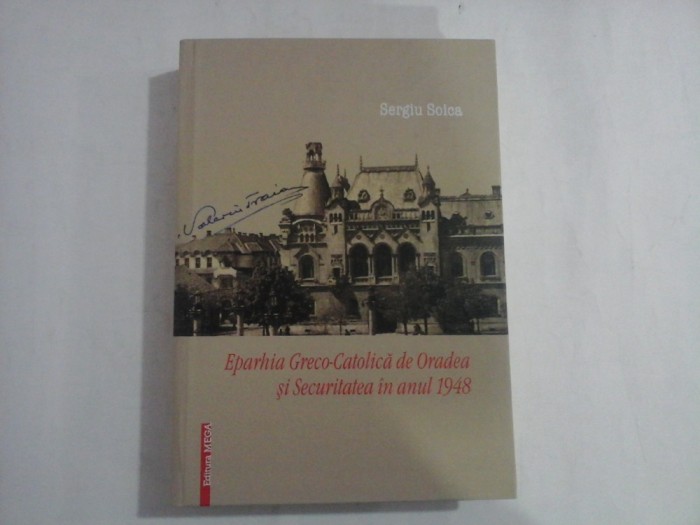 Sergiu Soica
Valeriu Traian
Eparhia Greco-Catolică de Oradea
și Securitatea în anul 1948
Editura MEGA